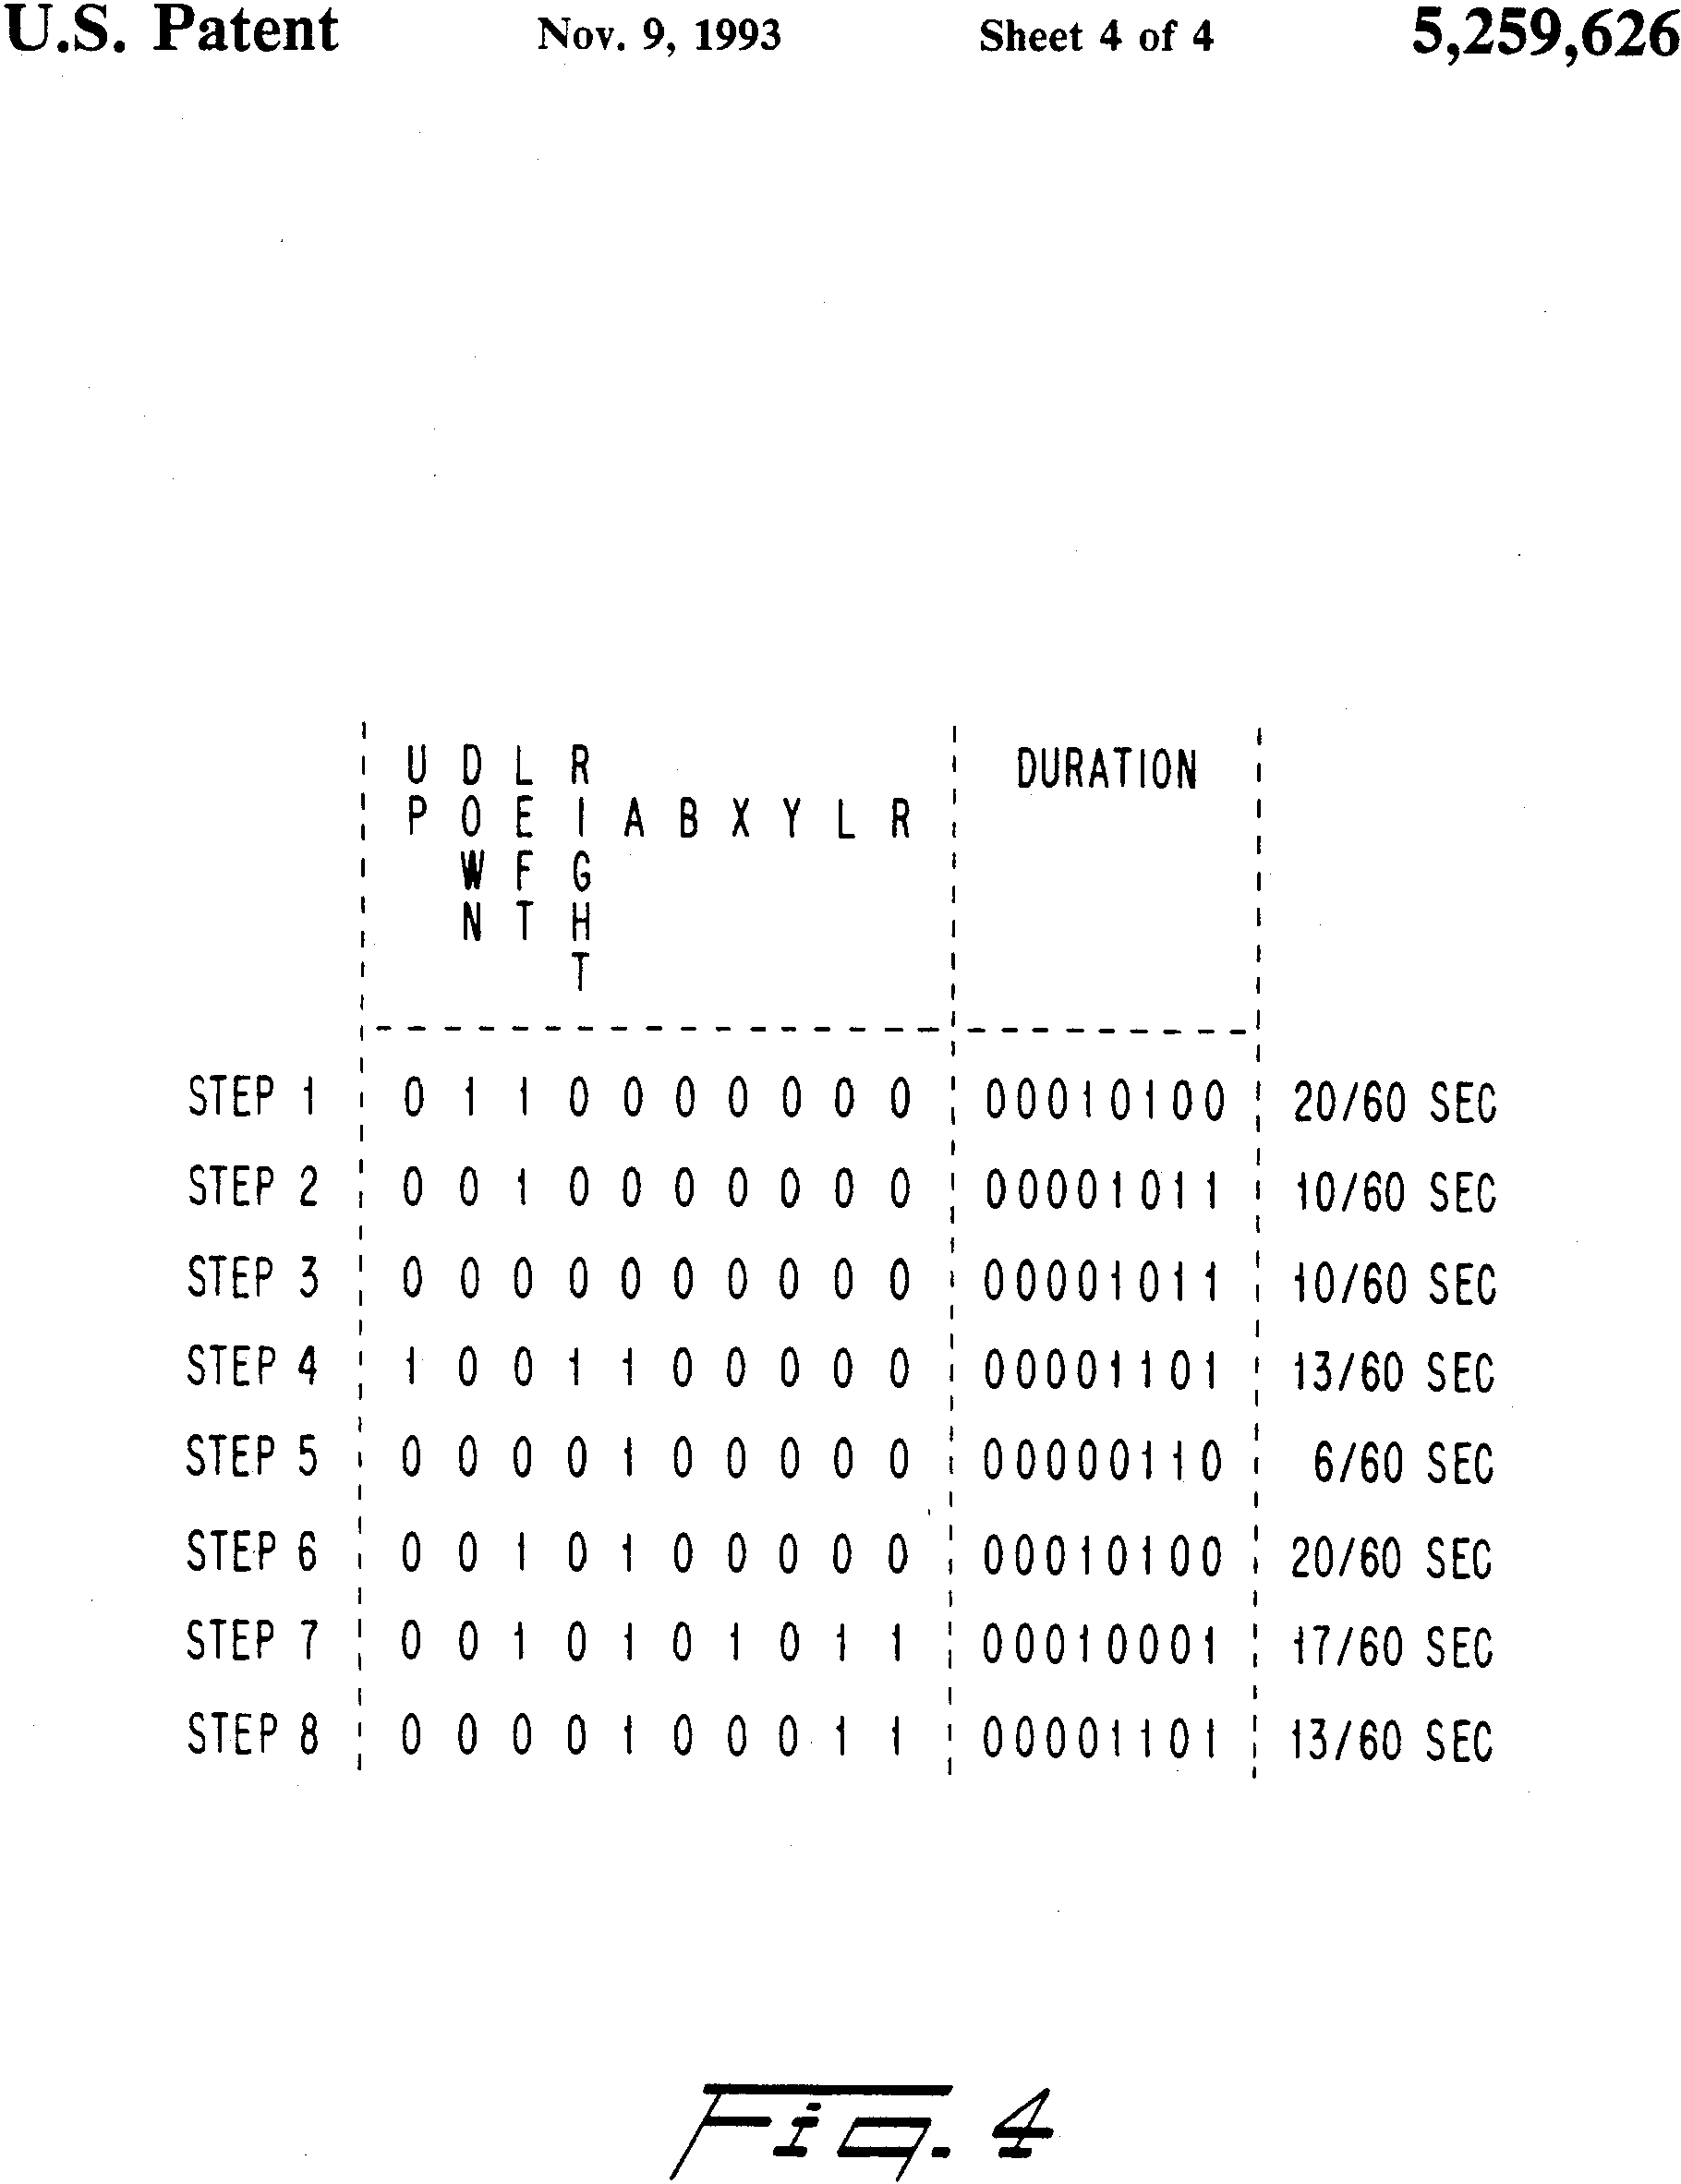 U.S. Patent Nov. 9, 1993 Sheet 4 of 4 5,259,626
UP DOWN LEFT RIGHT A B X Y L R DURATION
STEP 1 0 1 1 0 0 0 0 0 0 0 00010100 20/60 SEC
STEP 2 0 0 1 0 0 0 0 0 0 0 00001011 10/60 SEC
STEP 3 0 0 0 0 0 0 0 0 0 0 00001011 10/60 SEC
STEP 4 1 0 0 1 1 0 0 0 0 0 00001101 13/60 SEC
STEP 5 0 0 0 0 1 0 0 0 0 0 00000110 6/60 SEC
STEP 6 0 0 1 0 1 0 0 0 0 0 00010100 20/60 SEC
STEP 7 0 0 1 0 1 0 1 0 1 1 00010001 17/60 SEC
STEP 8 0 0 0 0 1 0 0 0 1 1 00001101 13/60 SEC
Fig. 4